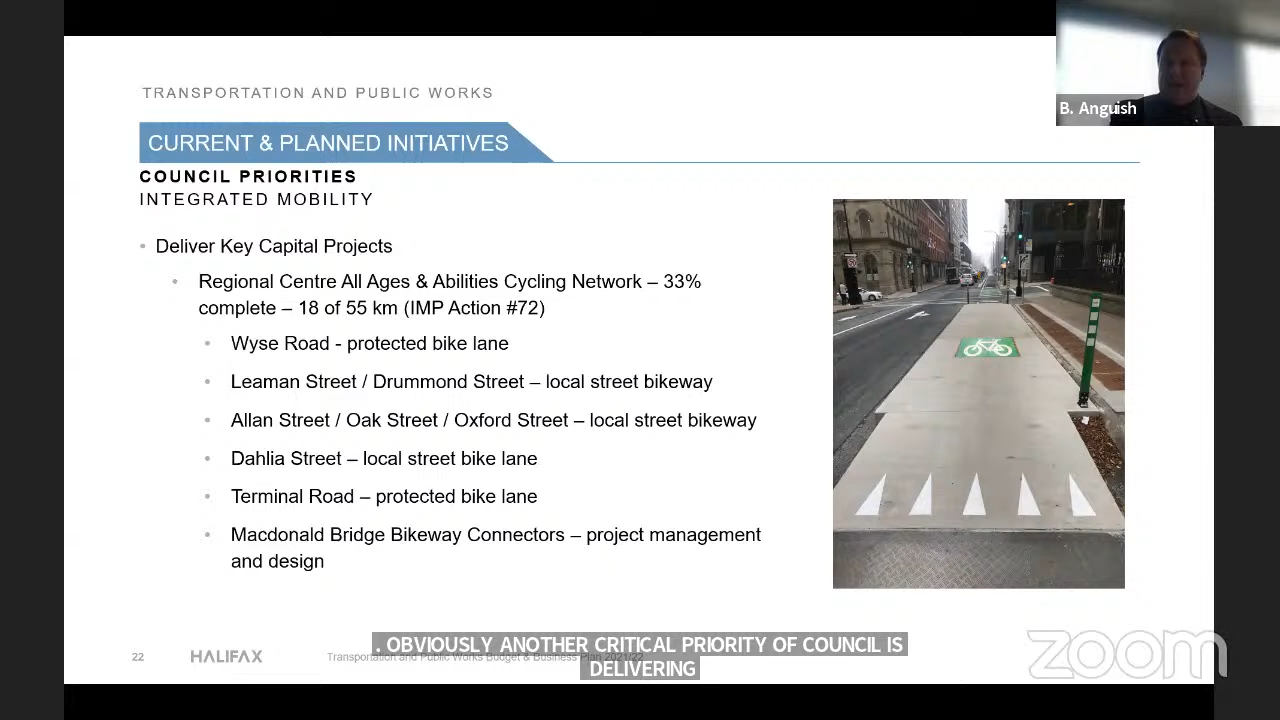 TRANSPORTATION AND PUBLIC WORKS
B. Anguish
CURRENT & PLANNED INITIATIVES
COUNCIL PRIORITIES
INTEGRATED MOBILITY
• Deliver Key Capital Projects
• Regional Centre All Ages & Abilities Cycling Network – 33%
complete – 18 of 55 km (IMP Action #72)
• Wyse Road - protected bike lane
• Leaman Street / Drummond Street – local street bikeway
• Allan Street / Oak Street / Oxford Street – local street bikeway
• Dahlia Street – local street bike lane
• Terminal Road – protected bike lane
• Macdonald Bridge Bikeway Connectors – project management
and design
. OBVIOUSLY ANOTHER CRITICAL PRIORITY OF COUNCIL IS
DELIVERING
22 HALIFAX Transportation and Public Works Budget & Business Plan 2021/22
zoom